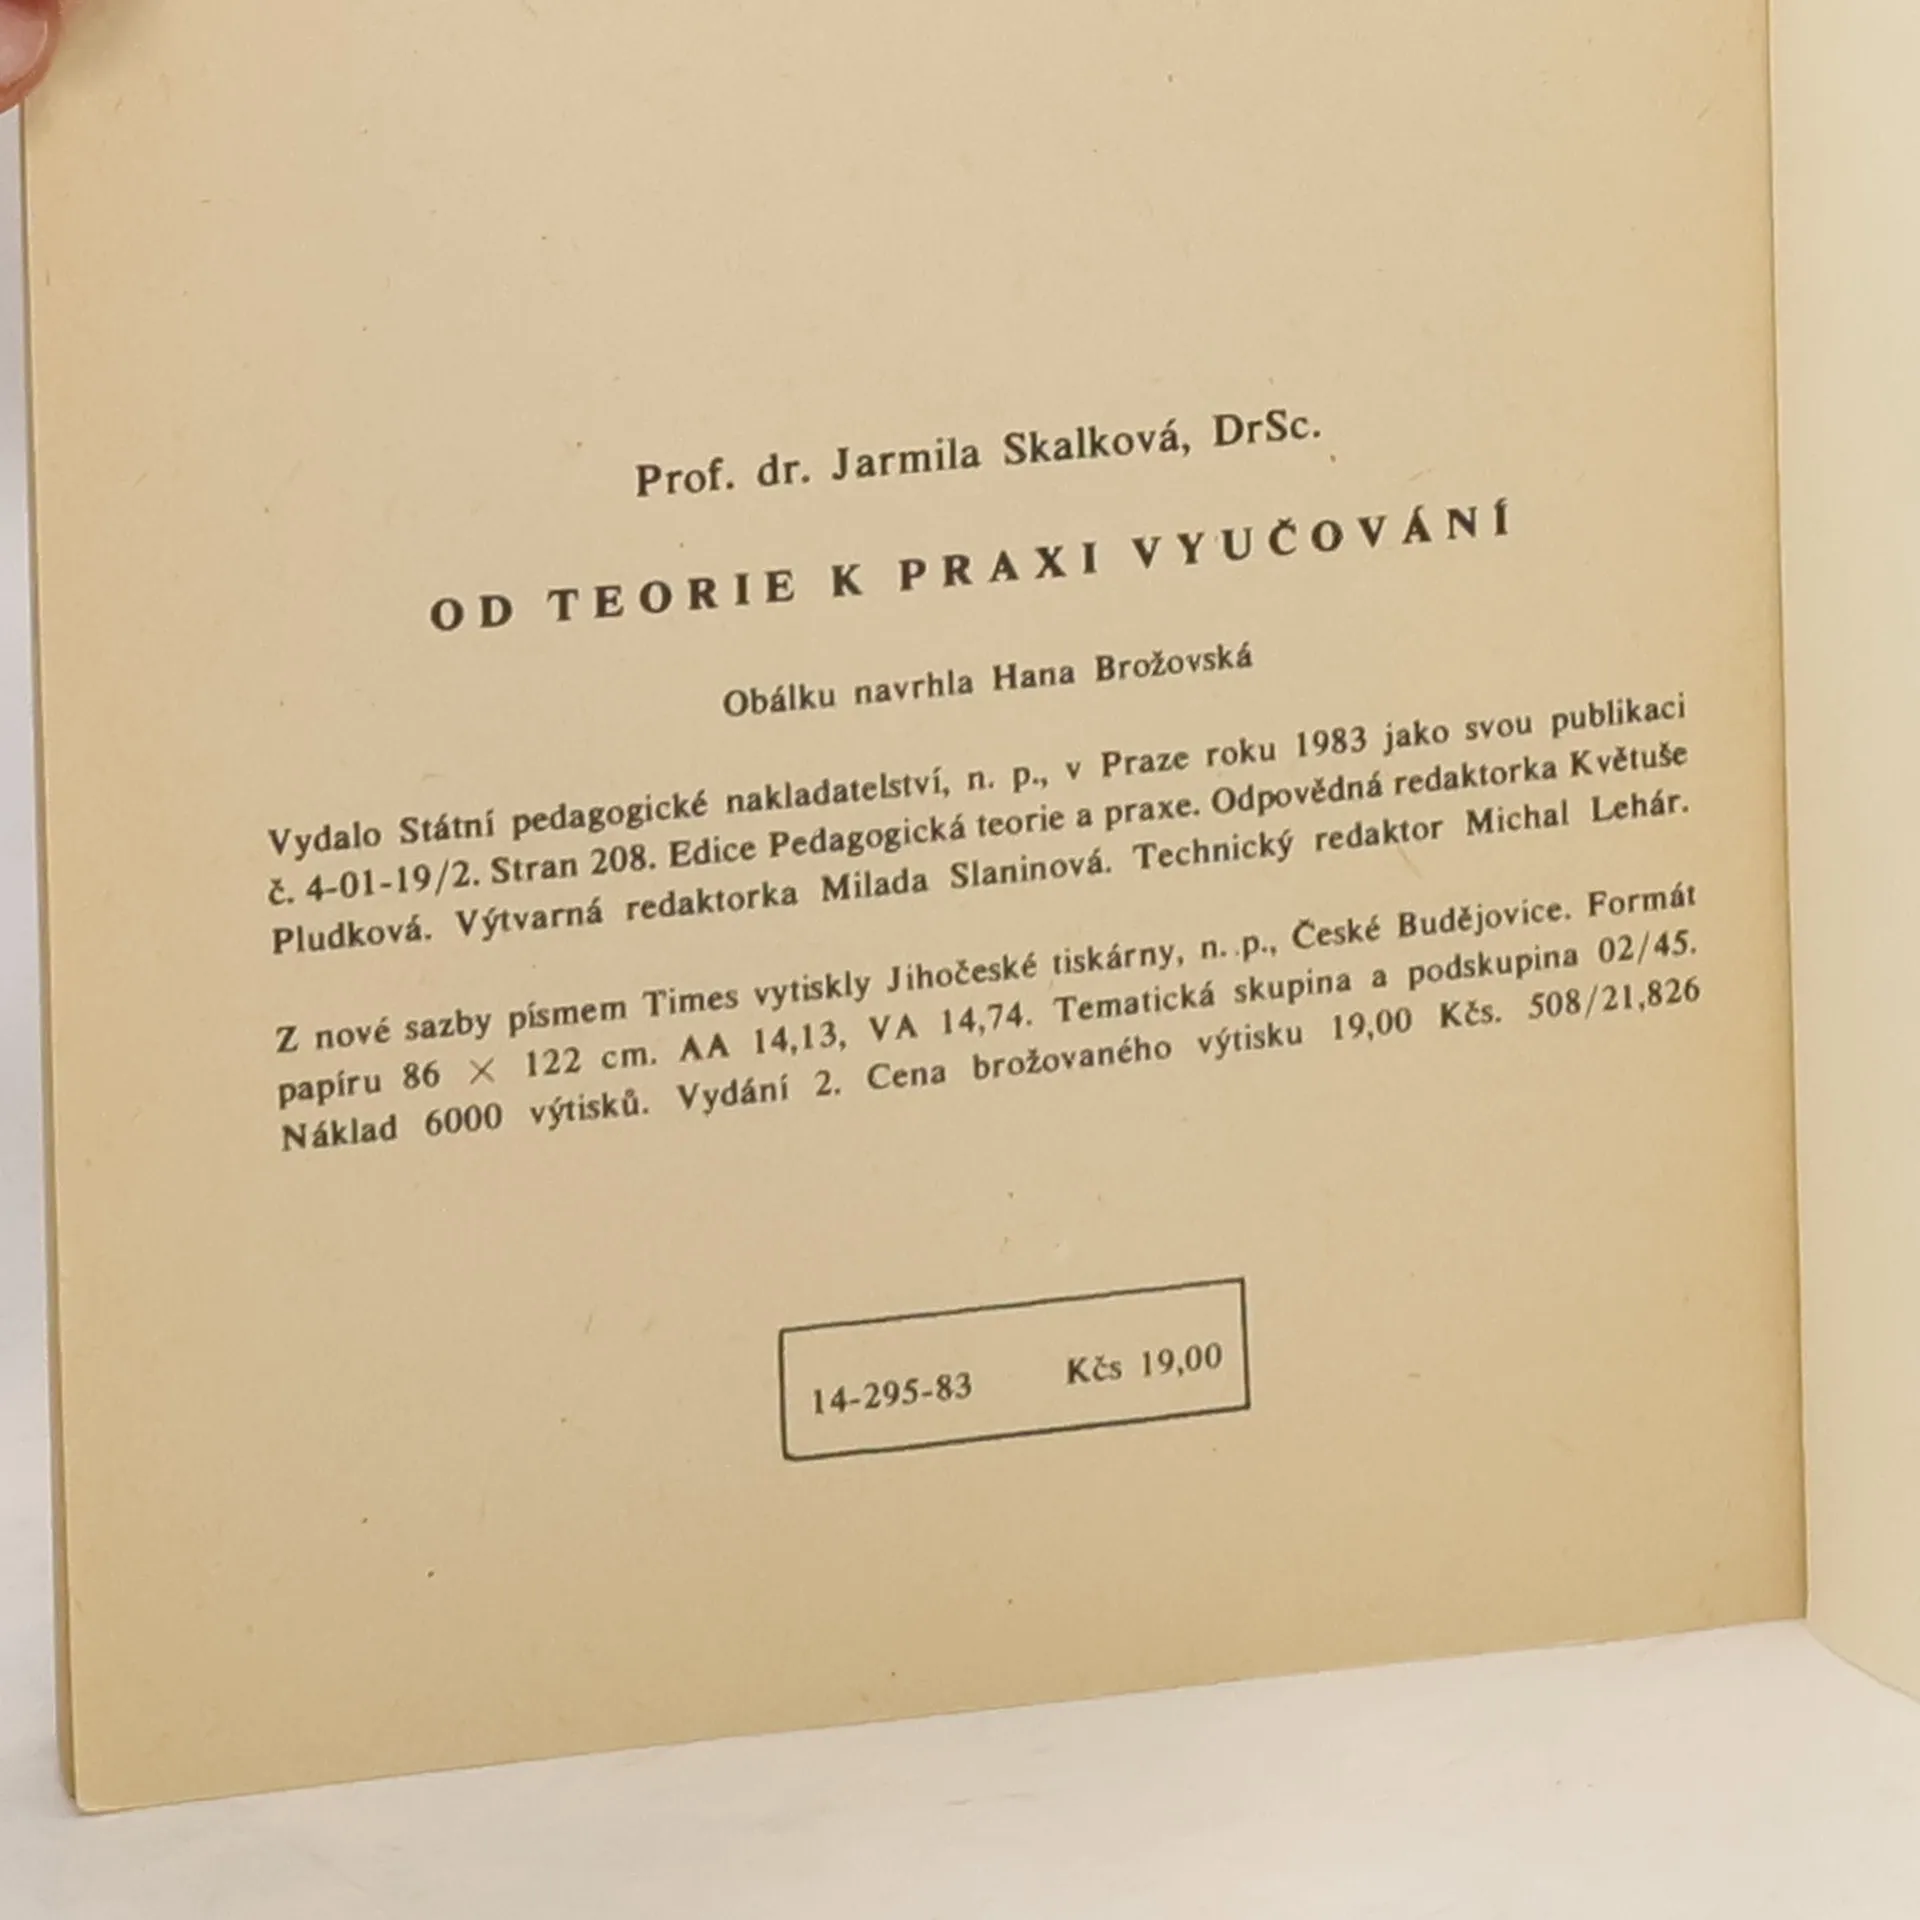 Prof. dr. Jarmila Skalková, DrSc.
OD TEORIE K PRAXI VYUČOVÁNÍ
Obálku navrhla Hana Brožovská
Vydalo Státní pedagogické nakladatelství, n. p., v Praze roku 1983 jako svou publikaci
č. 4-01-19/2. Stran 208. Edice Pedagogická teorie a praxe. Odpovědná redaktorka Květuše
Pludková. Výtvarná redaktorka Milada Slaninová. Technický redaktor Michal Lehár.
Z nové sazby písmem Times vytiskly Jihočeské tiskárny, n. p., České Budějovice. Formát
papíru 86 × 122 cm. AA 14,13, VA 14,74. Tematická skupina a podskupina 02/45.
Náklad 6000 výtisků. Vydání 2. Cena brožovaného výtisku 19,00 Kčs. 508/21,826
14-295-83 Kčs 19,00